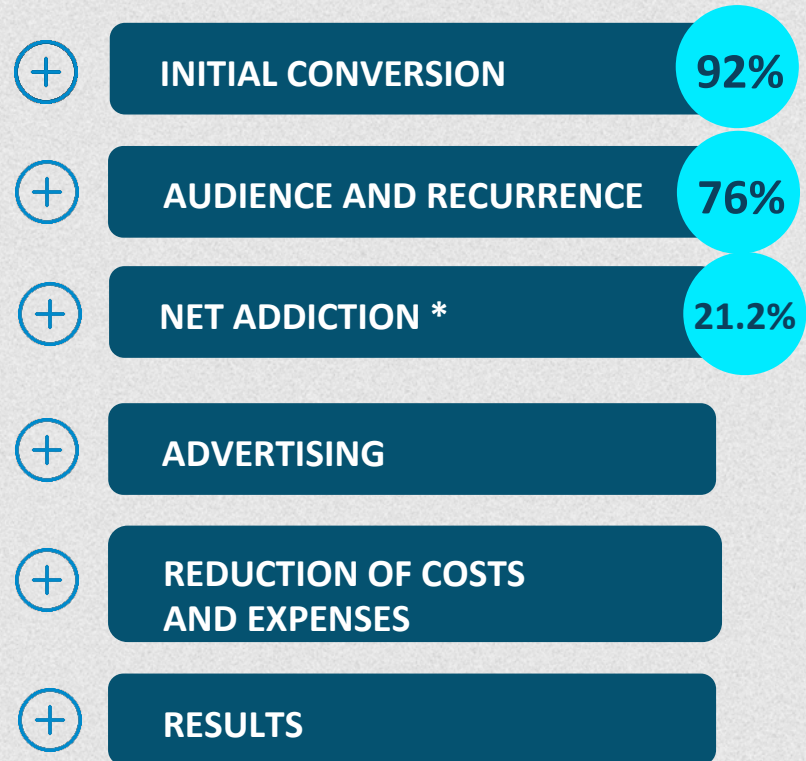 INITIAL CONVERSION 92%
AUDIENCE AND RECURRENCE 76%
NET ADDICTION * 21.2%
ADVERTISING
REDUCTION OF COSTS
AND EXPENSES
RESULTS